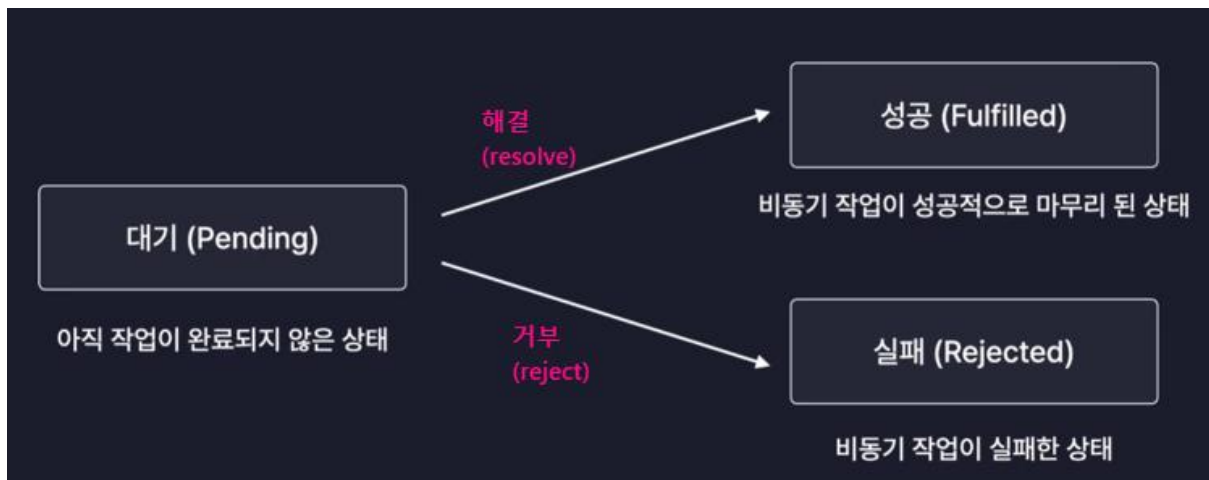 해결
(resolve)
성공 (Fulfilled)
비동기 작업이 성공적으로 마무리 된 상태
대기 (Pending)
아직 작업이 완료되지 않은 상태
거부
(reject)
실패 (Rejected)
비동기 작업이 실패한 상태